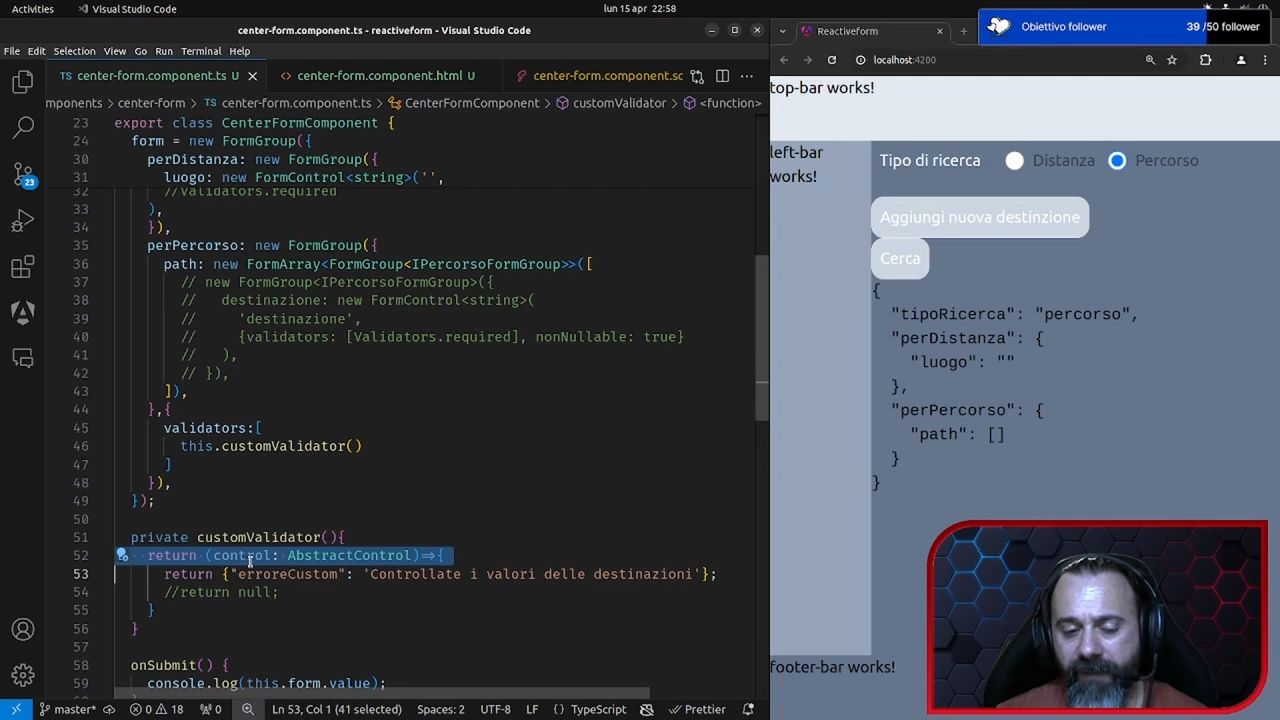 Activities
Visual Studio Code
lun 15 apr 22:58
center-form.component.ts - reactiveform - Visual Studio Code
File Edit Selection View Go Run Terminal Help
TS center-form.component.ts U
<> center-form.component.html U
center-form.component.sc
mponents > center-form > TS center-form.component.ts > CenterFormComponent > customValidator > <function>
23 export class CenterFormComponent {
24 form = new FormGroup({
30 perDistanza: new FormGroup({
31 luogo: new FormControl<string>('',
32 //Validators.required
33 ),
34 }),
35 perPercorso: new FormGroup({
36 path: new FormArray<FormGroup<IPercorsoFormGroup>>([
37 // new FormGroup<IPercorsoFormGroup>({
38 // destinazione: new FormControl<string>(
39 // 'destinazione',
40 // {validators: [Validators.required], nonNullable: true}
41 // ),
42 // }),
43 ]),
44 },{
45 validators:[
46 this.customValidator()
47 ]
48 }),
49 });
50
51 private customValidator(){
52 return (control: AbstractControl)=>{
53 return {"erroreCustom": 'Controllate i valori delle destinazioni'};
54 //return null;
55 }
56 }
57
58 onSubmit() {
59 console.log(this.form.value);
23
master*
0 18
0
Ln 53, Col 1 (41 selected)
Spaces: 2
UTF-8
LF
{} TypeScript
Prettier
Reactiveform
localhost:4200
Obiettivo follower
39 /50 follower
top-bar works!
left-bar
works!
Tipo di ricerca Distanza Percorso
Aggiungi nuova destinzione
Cerca
{
"tipoRicerca": "percorso",
"perDistanza": {
"luogo": ""
},
"perPercorso": {
"path": []
}
}
footer-bar works!